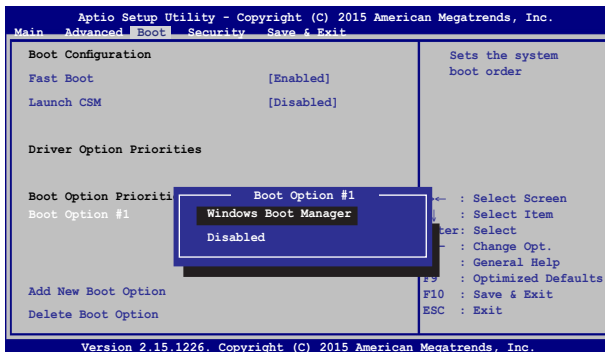 Aptio Setup Utility - Copyright (C) 2015 American Megatrends, Inc.
Main Advanced Boot Security Save & Exit
Boot Configuration
Fast Boot [Enabled]
Launch CSM [Disabled]
Driver Option Priorities
Boot Option Prioriti
Boot Option #1
Boot Option #1
Windows Boot Manager
Disabled
Add New Boot Option
Delete Boot Option
Sets the system
boot order
← : Select Screen
: Select Item
ter: Select
— : Change Opt.
: General Help
F9 : Optimized Defaults
F10 : Save & Exit
ESC : Exit
Version 2.15.1226. Copyright (C) 2015 American Megatrends, Inc.